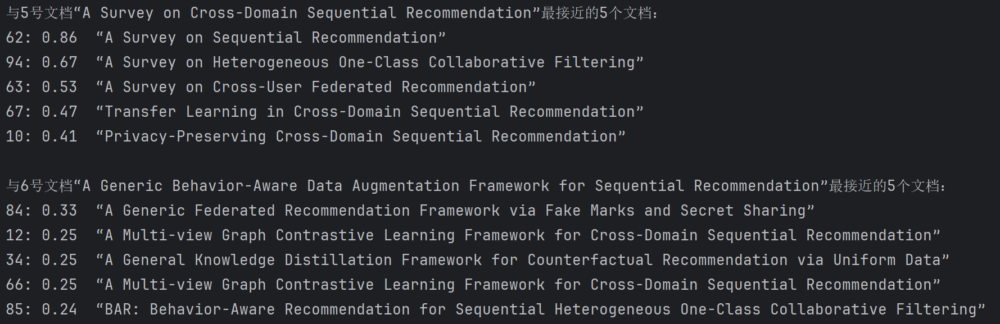 与5号文档“A Survey on Cross-Domain Sequential Recommendation”最接近的5个文档：
62: 0.86  “A Survey on Sequential Recommendation”
94: 0.67  “A Survey on Heterogeneous One-Class Collaborative Filtering”
63: 0.53  “A Survey on Cross-User Federated Recommendation”
67: 0.47  “Transfer Learning in Cross-Domain Sequential Recommendation”
10: 0.41  “Privacy-Preserving Cross-Domain Sequential Recommendation”
与6号文档“A Generic Behavior-Aware Data Augmentation Framework for Sequential Recommendation”最接近的5个文档：
84: 0.33  “A Generic Federated Recommendation Framework via Fake Marks and Secret Sharing”
12: 0.25  “A Multi-view Graph Contrastive Learning Framework for Cross-Domain Sequential Recommendation”
34: 0.25  “A General Knowledge Distillation Framework for Counterfactual Recommendation via Uniform Data”
66: 0.25  “A Multi-view Graph Contrastive Learning Framework for Cross-Domain Sequential Recommendation”
85: 0.24  “BAR: Behavior-Aware Recommendation for Sequential Heterogeneous One-Class Collaborative Filtering”